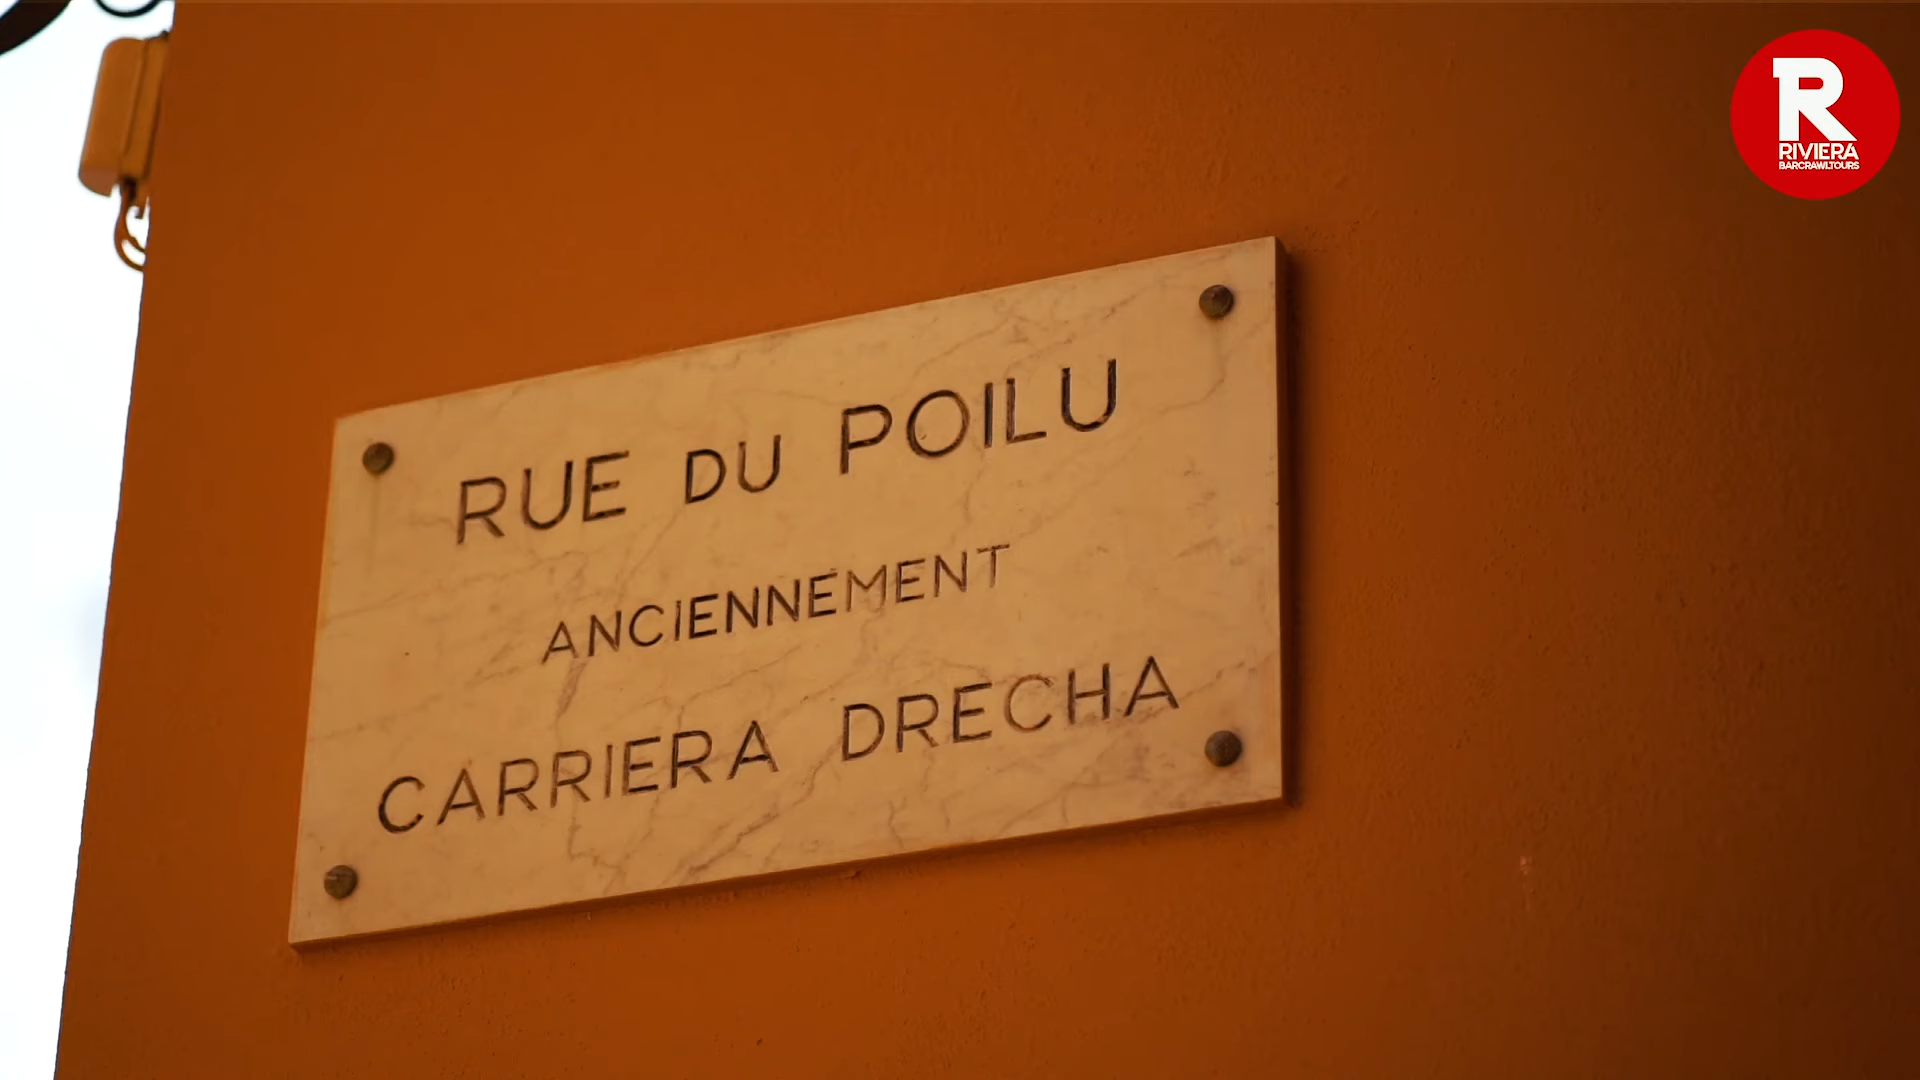 R
RIVIERA
BARCRAWLTOURS
RUE DU POILU
ANCIENNEMENT
CARRIERA DRECHA